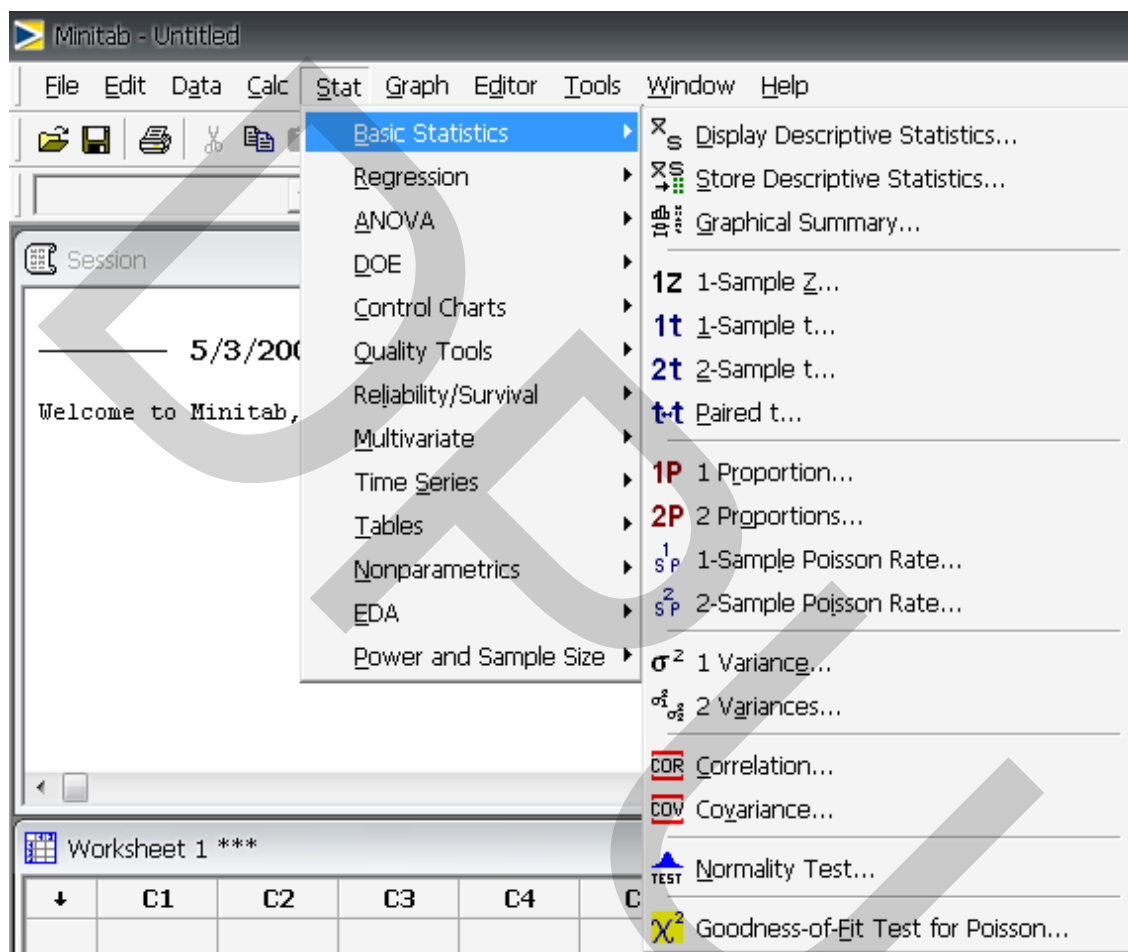 Minitab - Untitled
File Edit Data Calc Stat Graph Editor Tools Window Help
Basic Statistics
Regression
ANOVA
DOE
Control Charts
Quality Tools
Reliability/Survival
Multivariate
Time Series
Tables
Nonparametrics
EDA
Power and Sample Size
Display Descriptive Statistics...
Store Descriptive Statistics...
Graphical Summary...
1Z 1-Sample Z...
1t 1-Sample t...
2t 2-Sample t...
t-t Paired t...
1P 1 Proportion...
2P 2 Proportions...
1-Sample Poisson Rate...
2-Sample Poisson Rate...
σ² 1 Variance...
2 Variances...
COR Correlation...
COV Covariance...
TEST Normality Test...
χ² Goodness-of-Fit Test for Poisson...
Session
5/3/200
Welcome to Minitab,
Worksheet 1 ***
C1 C2 C3 C4 C